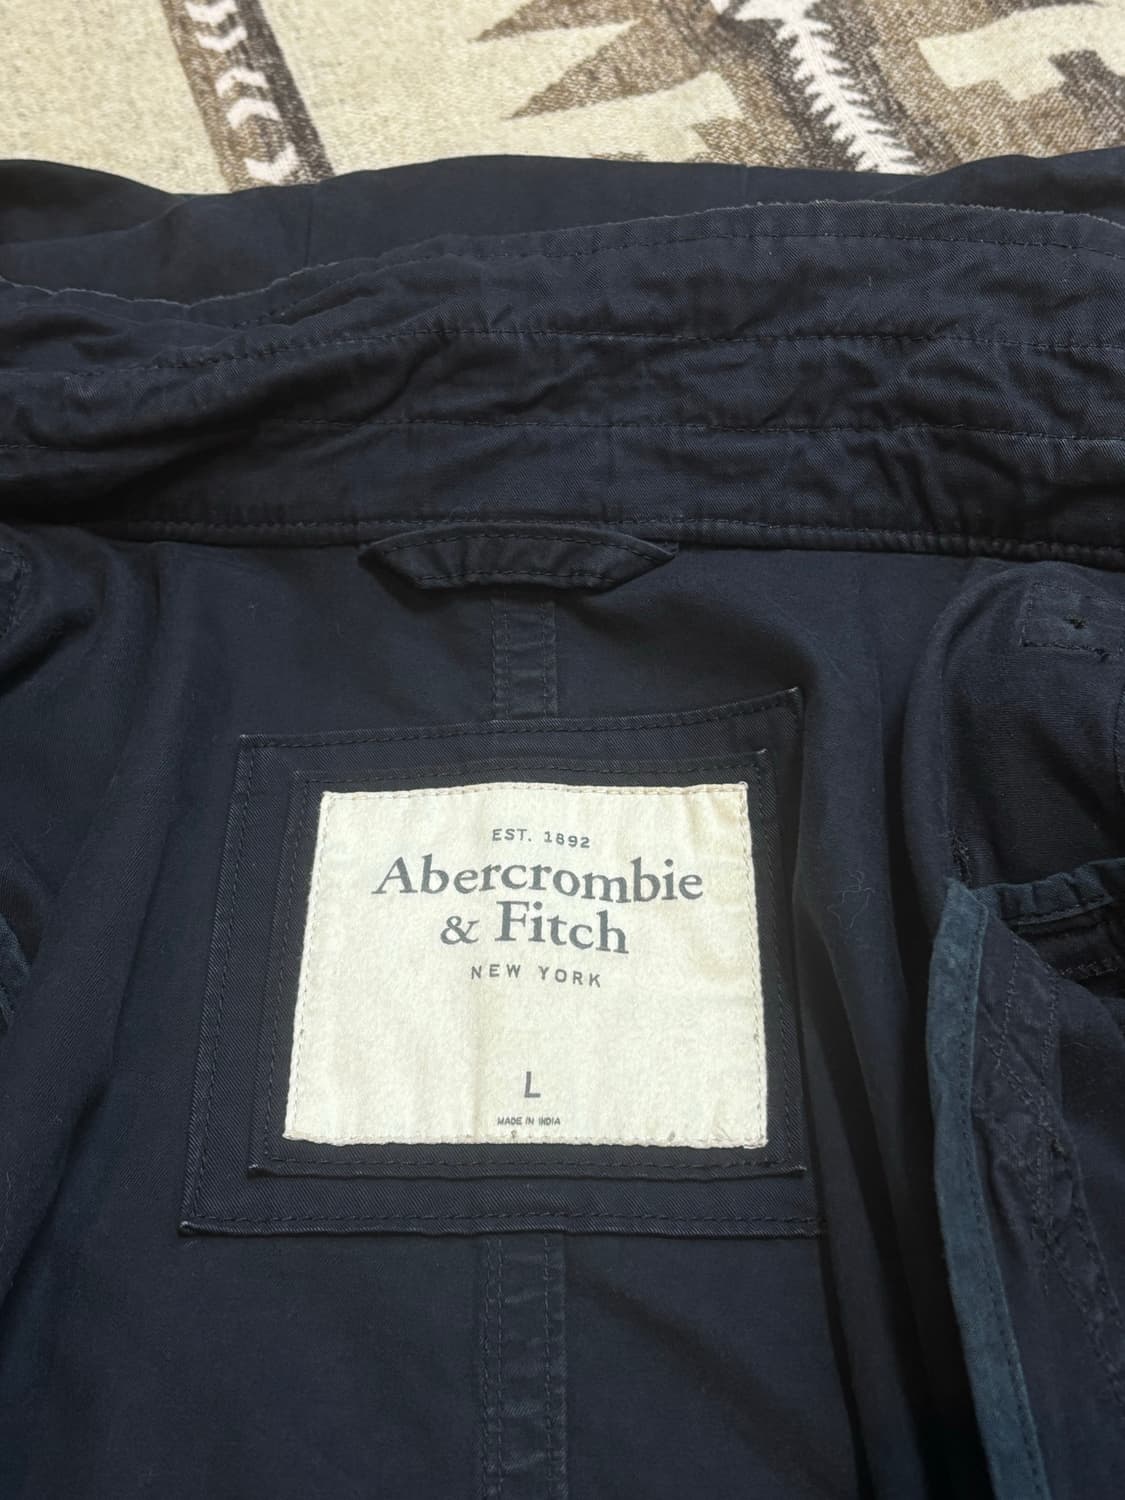 EST. 1892
Abercrombie
& Fitch
NEW YORK
L
MADE IN INDIA